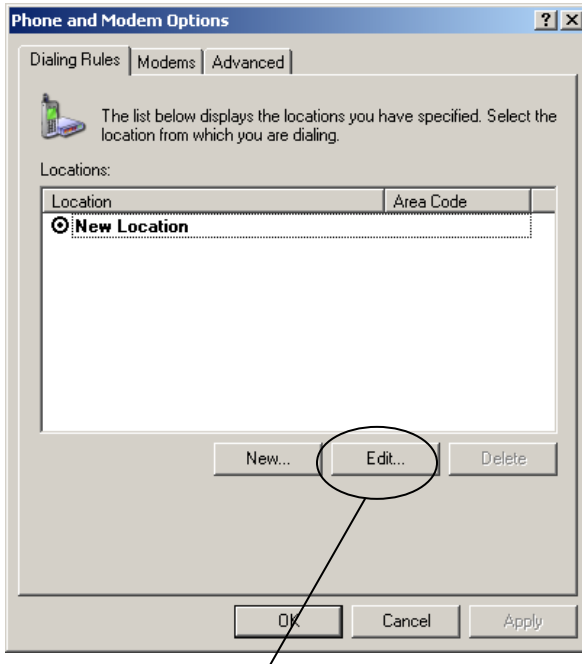 Phone and Modem Options
Dialing Rules Modems Advanced
The list below displays the locations you have specified. Select the
location from which you are dialing.
Locations:
Location Area Code
New Location
New... Edit... Delete
OK Cancel Apply